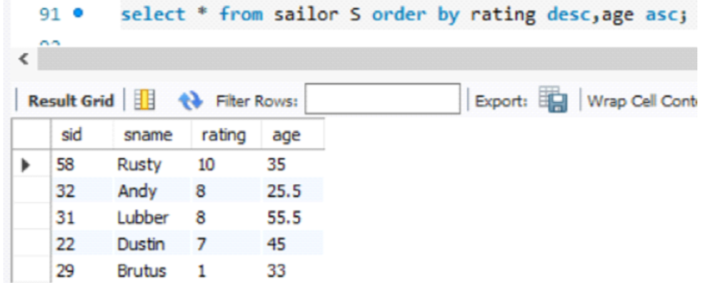 91 select * from sailor S order by rating desc,age asc;
Result Grid Filter Rows: Export: Wrap Cell Cont
sid sname rating age
58 Rusty 10 35
32 Andy 8 25.5
31 Lubber 8 55.5
22 Dustin 7 45
29 Brutus 1 33